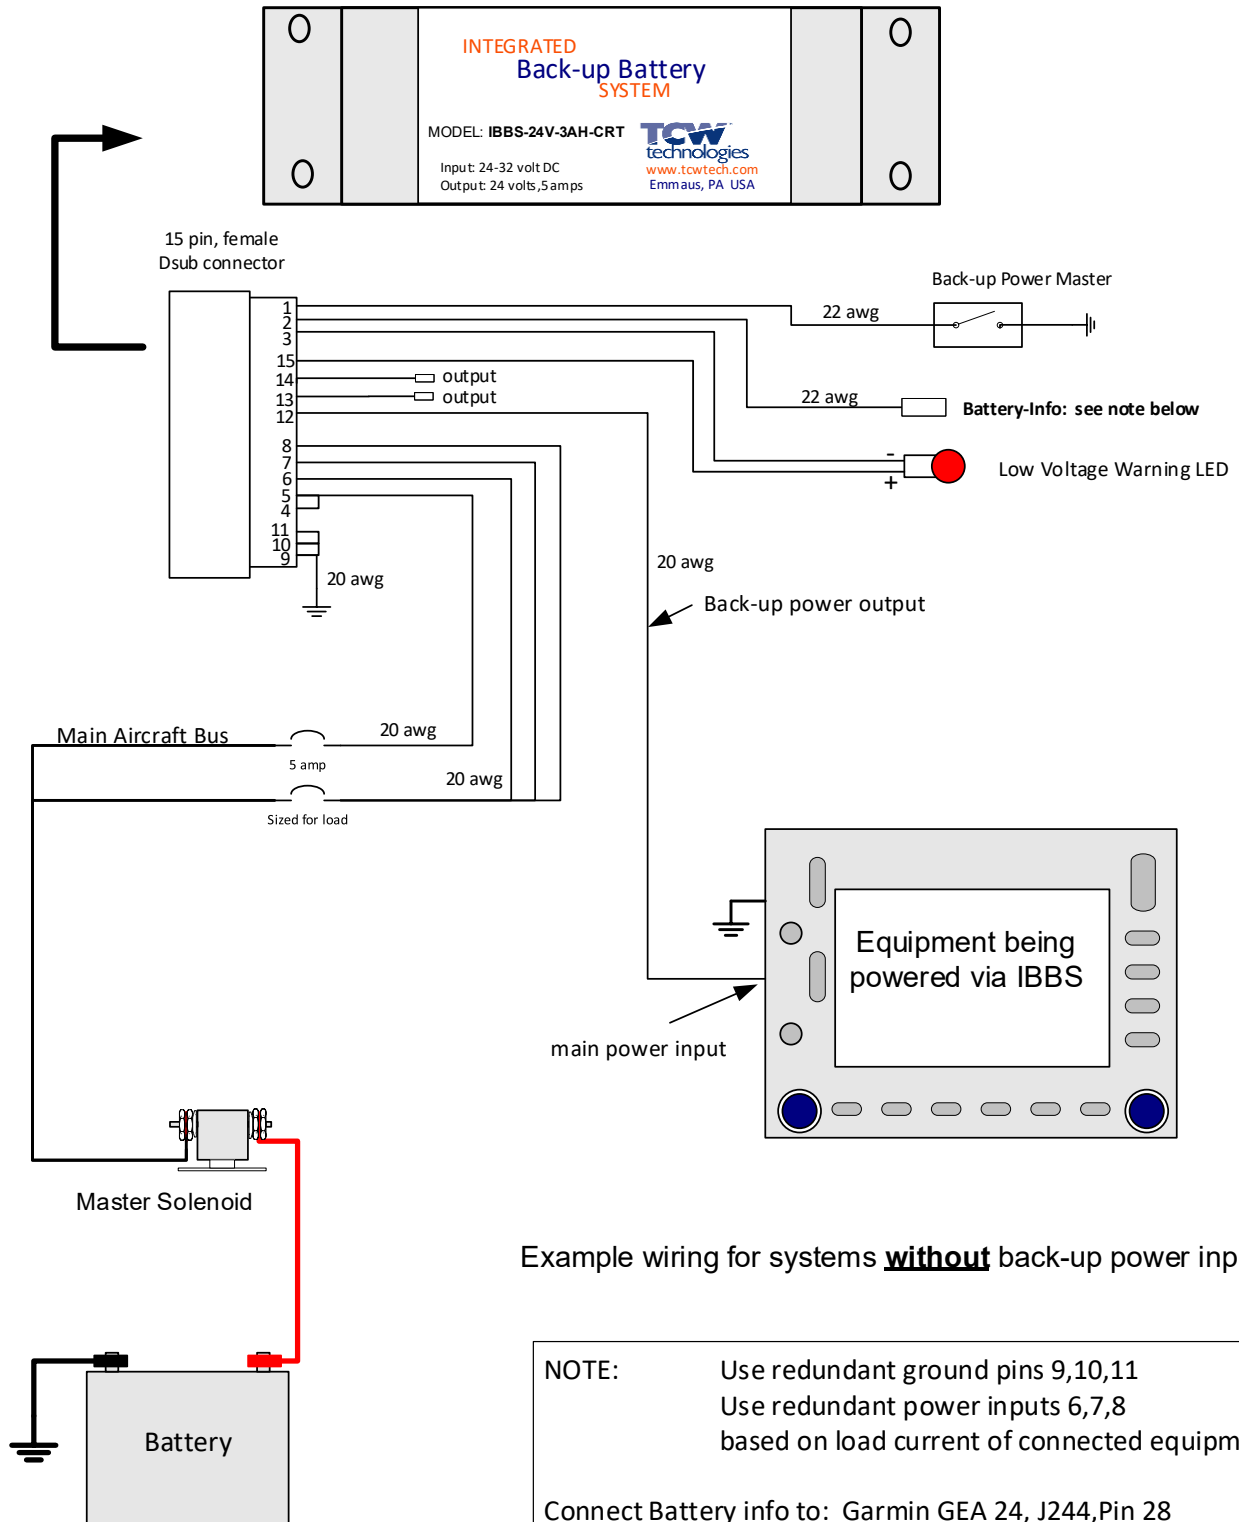 INTEGRATED
Back-up Battery
SYSTEM
MODEL: IBBS-24V-3AH-CRT
TCW
technologies
www.tcwtech.com
Emmaus, PA USA
Input: 24-32 volt DC
Output: 24 volts,5amps
15 pin, female
Dsub connector
1
2
3
15
14
13
12
8
7
6
5
4
11
10
9
output
output
22 awg
Back-up Power Master
22 awg
Battery-Info: see note below
-
+
Low Voltage Warning LED
20 awg
20 awg
Back-up power output
Main Aircraft Bus
20 awg
5 amp
20 awg
Sized for load
Equipment being
powered via IBBS
main power input
Master Solenoid
Battery
Example wiring for systems without back-up power inp
NOTE: Use redundant ground pins 9,10,11
Use redundant power inputs 6,7,8
based on load current of connected equipm
Connect Battery info to: Garmin GEA 24, J244,Pin 28